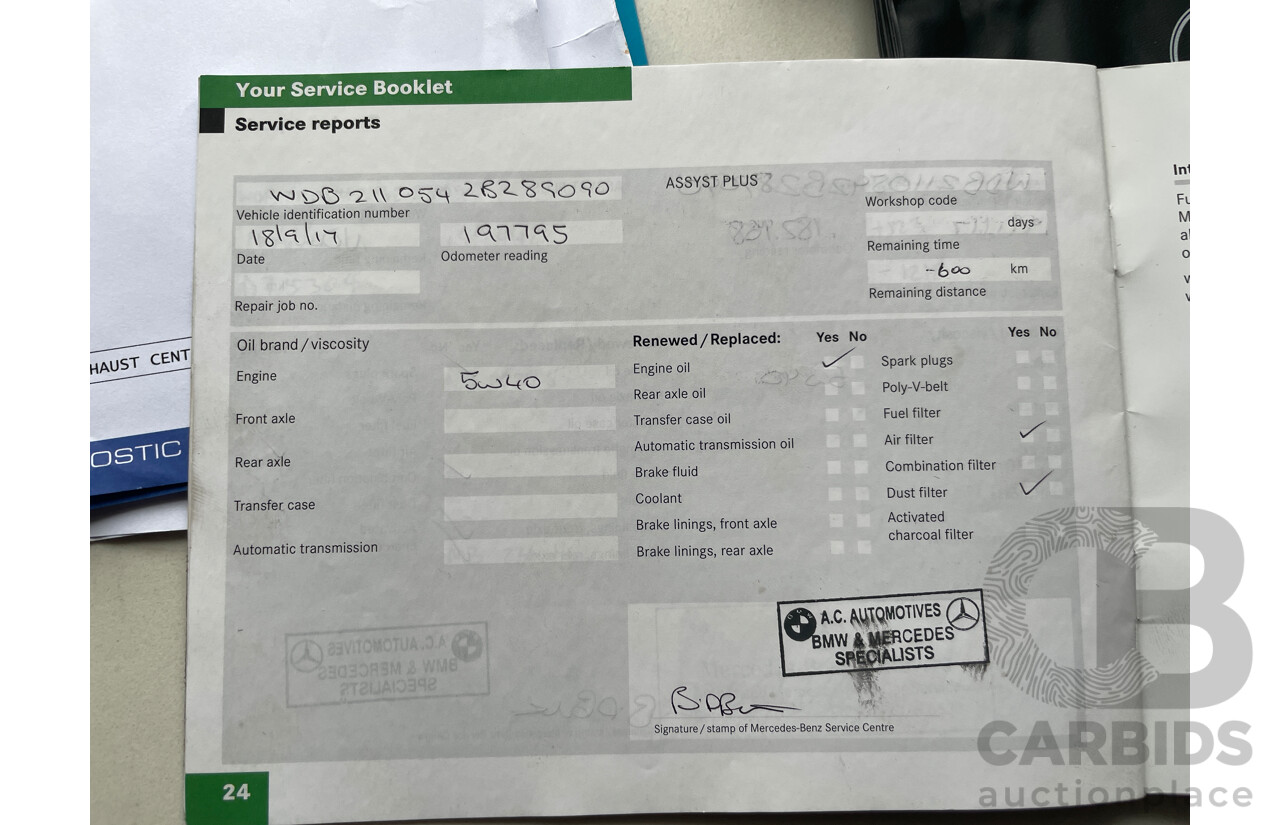 Your Service Booklet
Service reports
WDB 211 054 2B289090
Vehicle identification number
ASSYST PLUS
Workshop code
18/9/17
Date
197795
Odometer reading
days
Remaining time
-600 km
Remaining distance
Repair job no.
Oil brand / viscosity
Engine
5W40
Front axle
Rear axle
Transfer case
Automatic transmission
Renewed / Replaced: Yes No
Engine oil
Rear axle oil
Transfer case oil
Automatic transmission oil
Brake fluid
Coolant
Brake linings, front axle
Brake linings, rear axle
Yes No
Spark plugs
Poly-V-belt
Fuel filter
Air filter
Combination filter
Dust filter
Activated
charcoal filter
A.C. AUTOMOTIVES
BMW & MERCEDES
SPECIALISTS
Signature / stamp of Mercedes-Benz Service Centre
24
HAUST CENT
OSTIC
CARBIDS
auctionplace